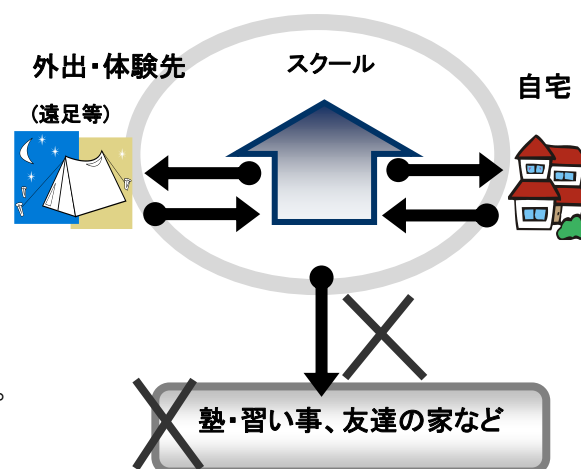 外出・体験先
(遠足等)
スクール
自宅
。
塾・習い事、友達の家など